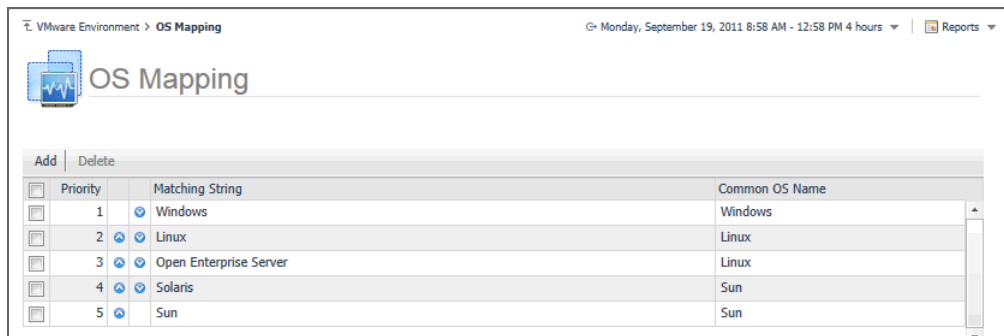 VMware Environment > OS Mapping
Monday, September 19, 2011 8:58 AM - 12:58 PM 4 hours
Reports
OS Mapping
Add Delete
Priority Matching String Common OS Name
1 Windows Windows
2 Linux Linux
3 Open Enterprise Server Linux
4 Solaris Sun
5 Sun Sun